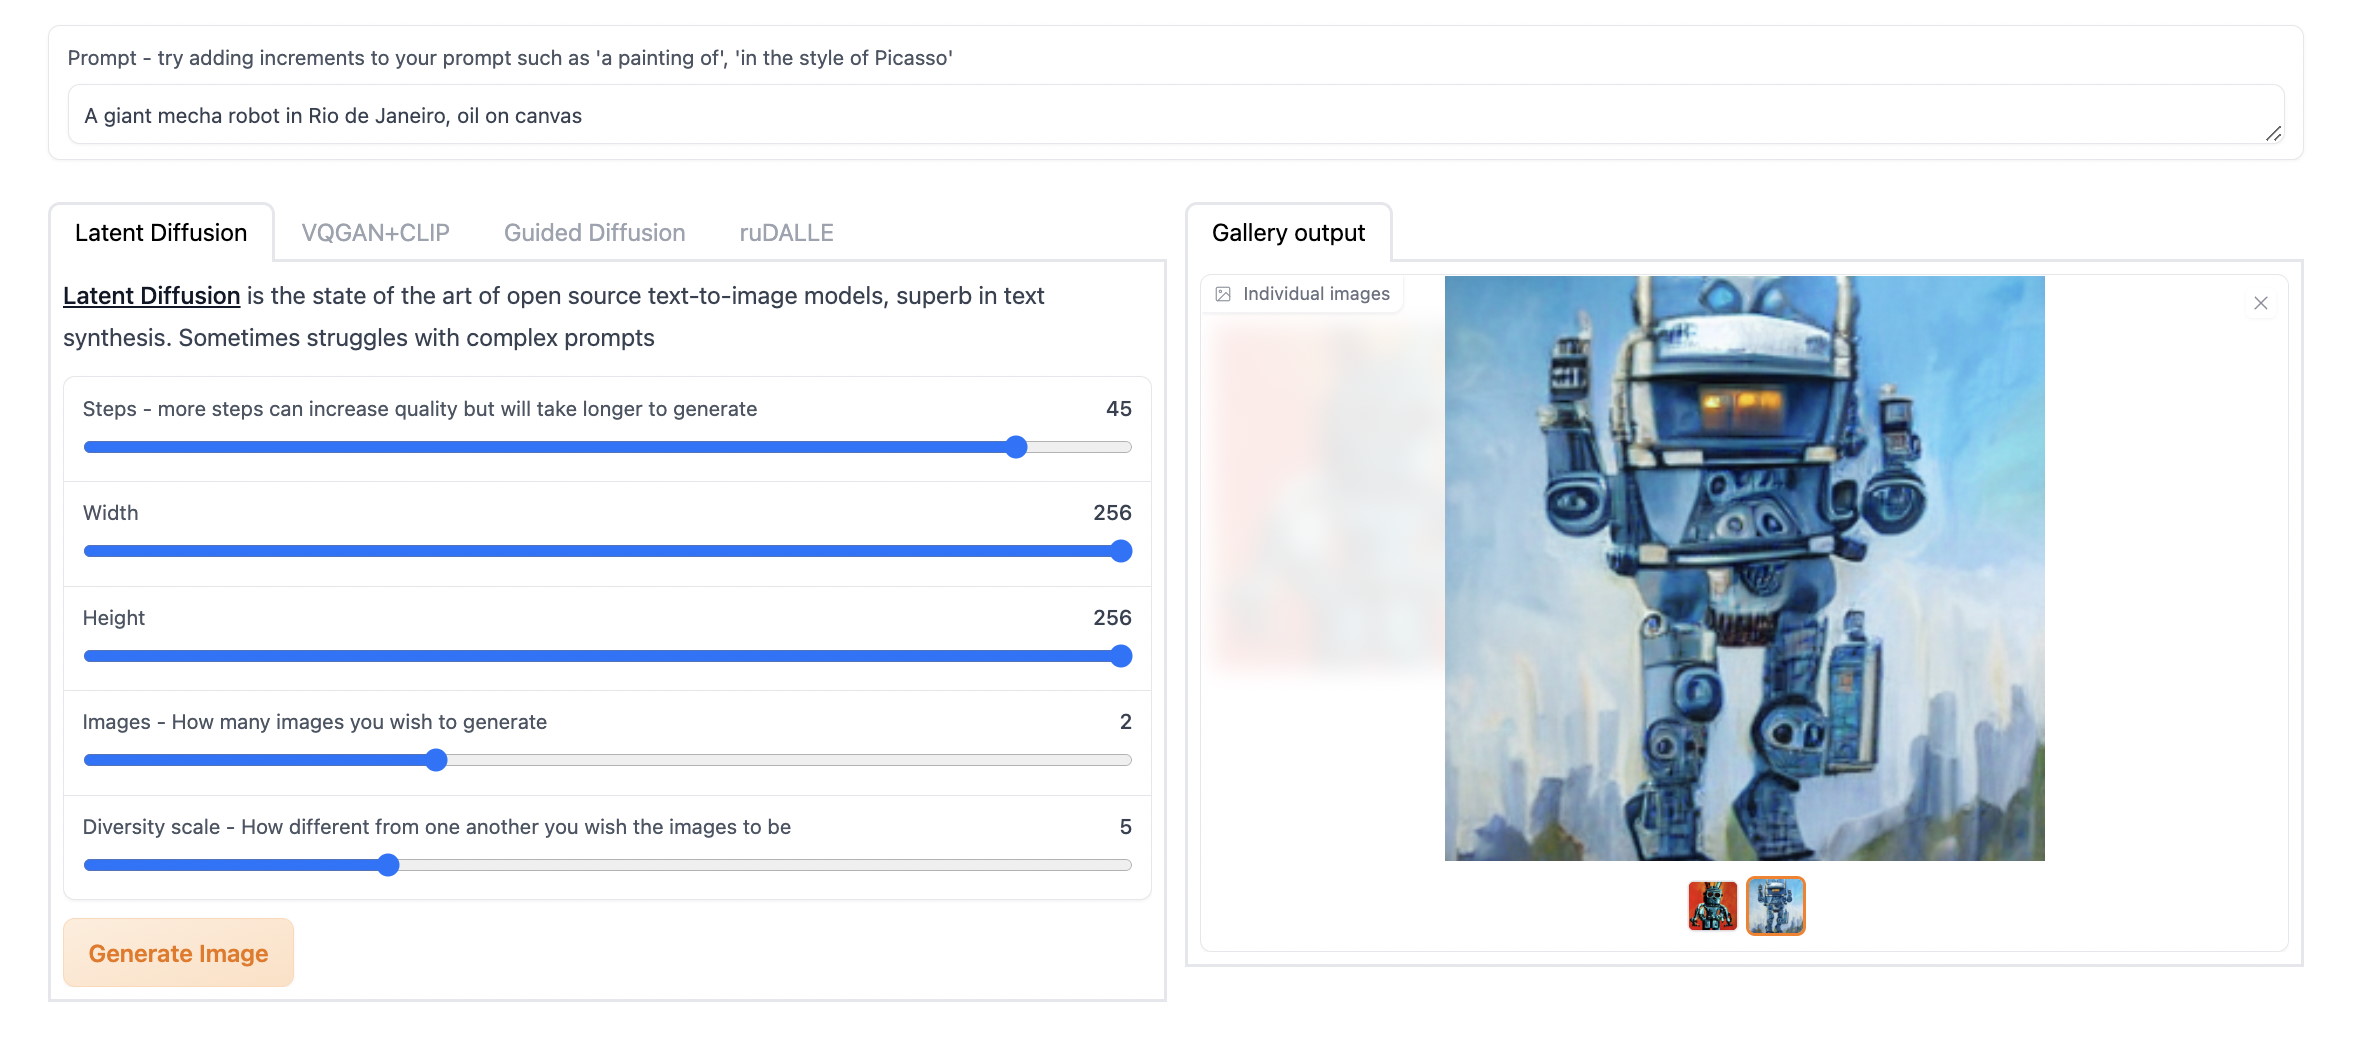 Prompt - try adding increments to your prompt such as 'a painting of', 'in the style of Picasso'
A giant mecha robot in Rio de Janeiro, oil on canvas
Latent Diffusion
VQGAN+CLIP
Guided Diffusion
ruDALLE
Latent Diffusion is the state of the art of open source text-to-image models, superb in text
synthesis. Sometimes struggles with complex prompts
Steps - more steps can increase quality but will take longer to generate
45
Width
256
Height
256
Images - How many images you wish to generate
2
Diversity scale - How different from one another you wish the images to be
5
Generate Image
Gallery output
Individual images